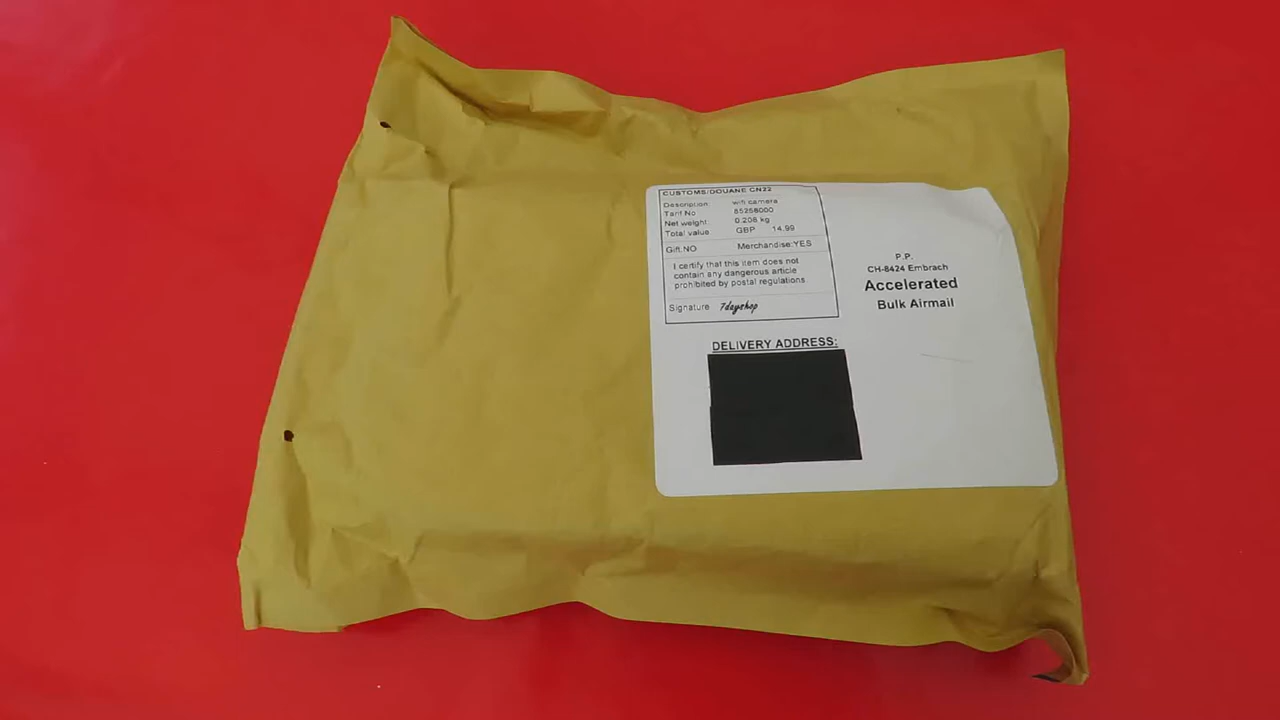 CUSTOMS/DOUANE CN22
Description: wifi camera
Tarif No 85258000
Net weight: 0.208 kg
Total value: GBP 14.99
Gift:NO Merchandise:YES
I certify that this item does not
contain any dangerous article
prohibited by postal regulations.
Signature 7dayshop
P.P.
CH-8424 Embrach
Accelerated
Bulk Airmail
DELIVERY ADDRESS: